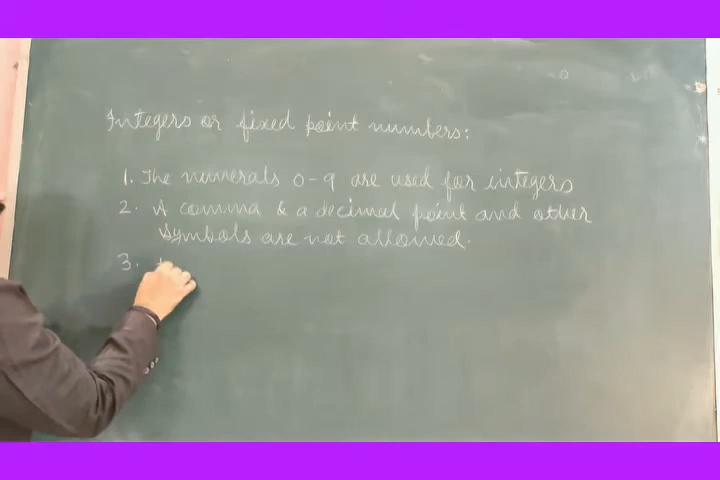 Integers or fixed point numbers:
1. The numerals 0-9 are used for integers
2. A comma & a decimal point and other
symbols are not allowed.
3.